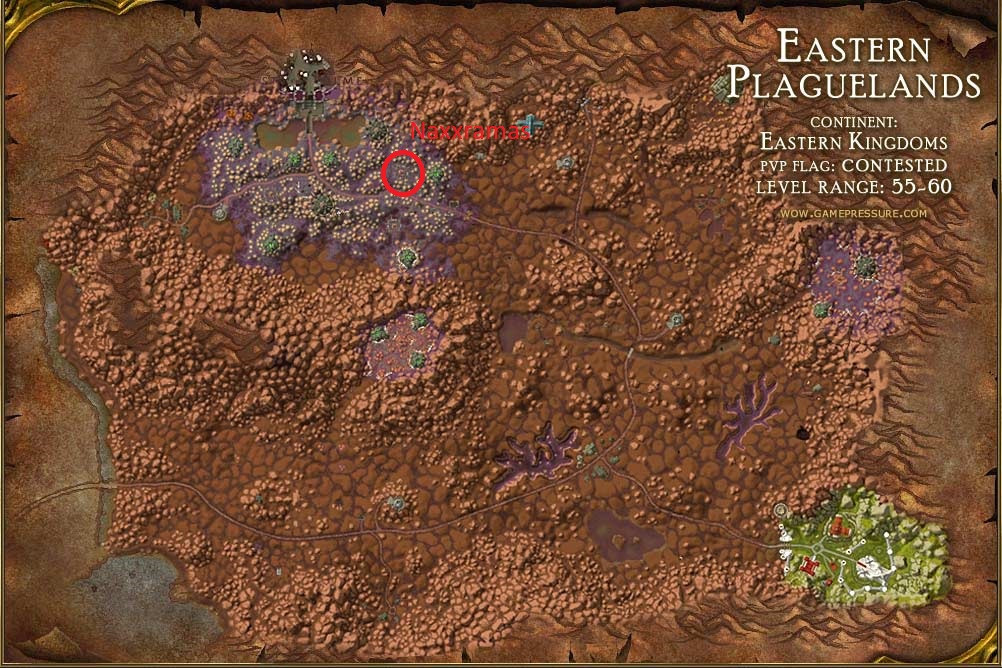 EASTERN
PLAGUELANDS
CONTINENT:
EASTERN KINGDOMS
PVP FLAG: CONTESTED
LEVEL RANGE: 55-60
WOW.GAMEPRESSURE.COM
Naxxramas